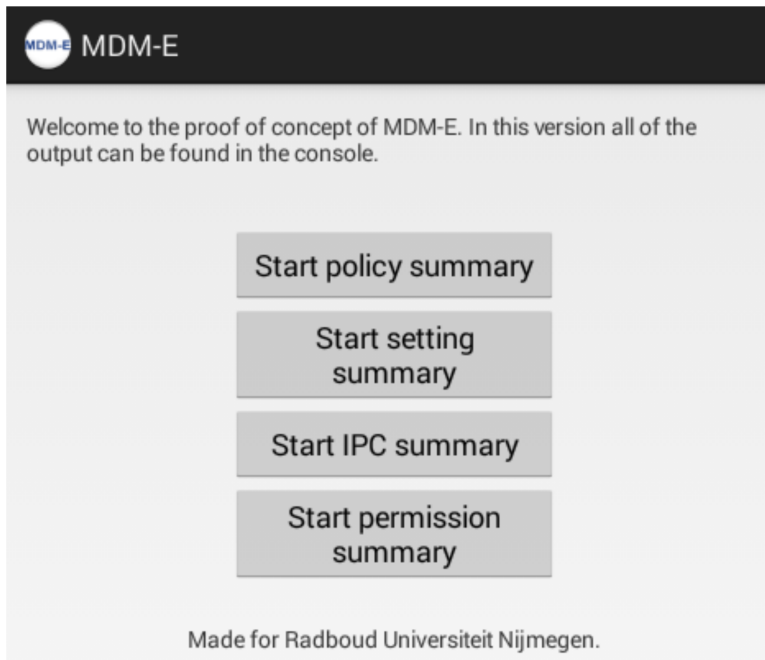 MDM-E MDM-E
Welcome to the proof of concept of MDM-E. In this version all of the
output can be found in the console.
Start policy summary
Start setting
summary
Start IPC summary
Start permission
summary
Made for Radboud Universiteit Nijmegen.